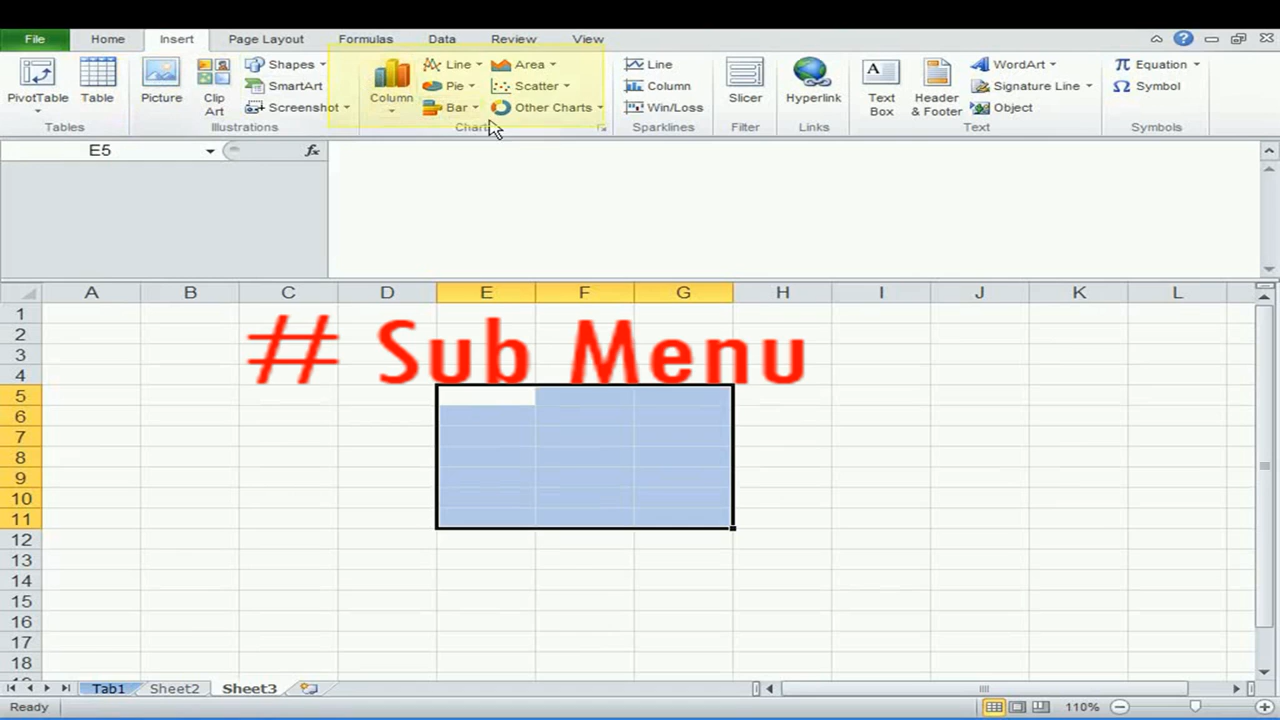 File Home Insert Page Layout Formulas Data Review View
PivotTable Table Picture Clip Art Shapes SmartArt Screenshot Column Line Pie Bar Area Scatter Other Charts Line Column Win/Loss Slicer Hyperlink Text Box Header & Footer WordArt Signature Line Object Equation Symbol
Tables Illustrations Sparklines Filter Links Text Symbols
E5 fx
A B C D E F G H I J K L
1
2
3
# Sub Menu
4
5
6
7
8
9
10
11
12
13
14
15
16
17
18
Tab1 Sheet2 Sheet3
Ready 110%